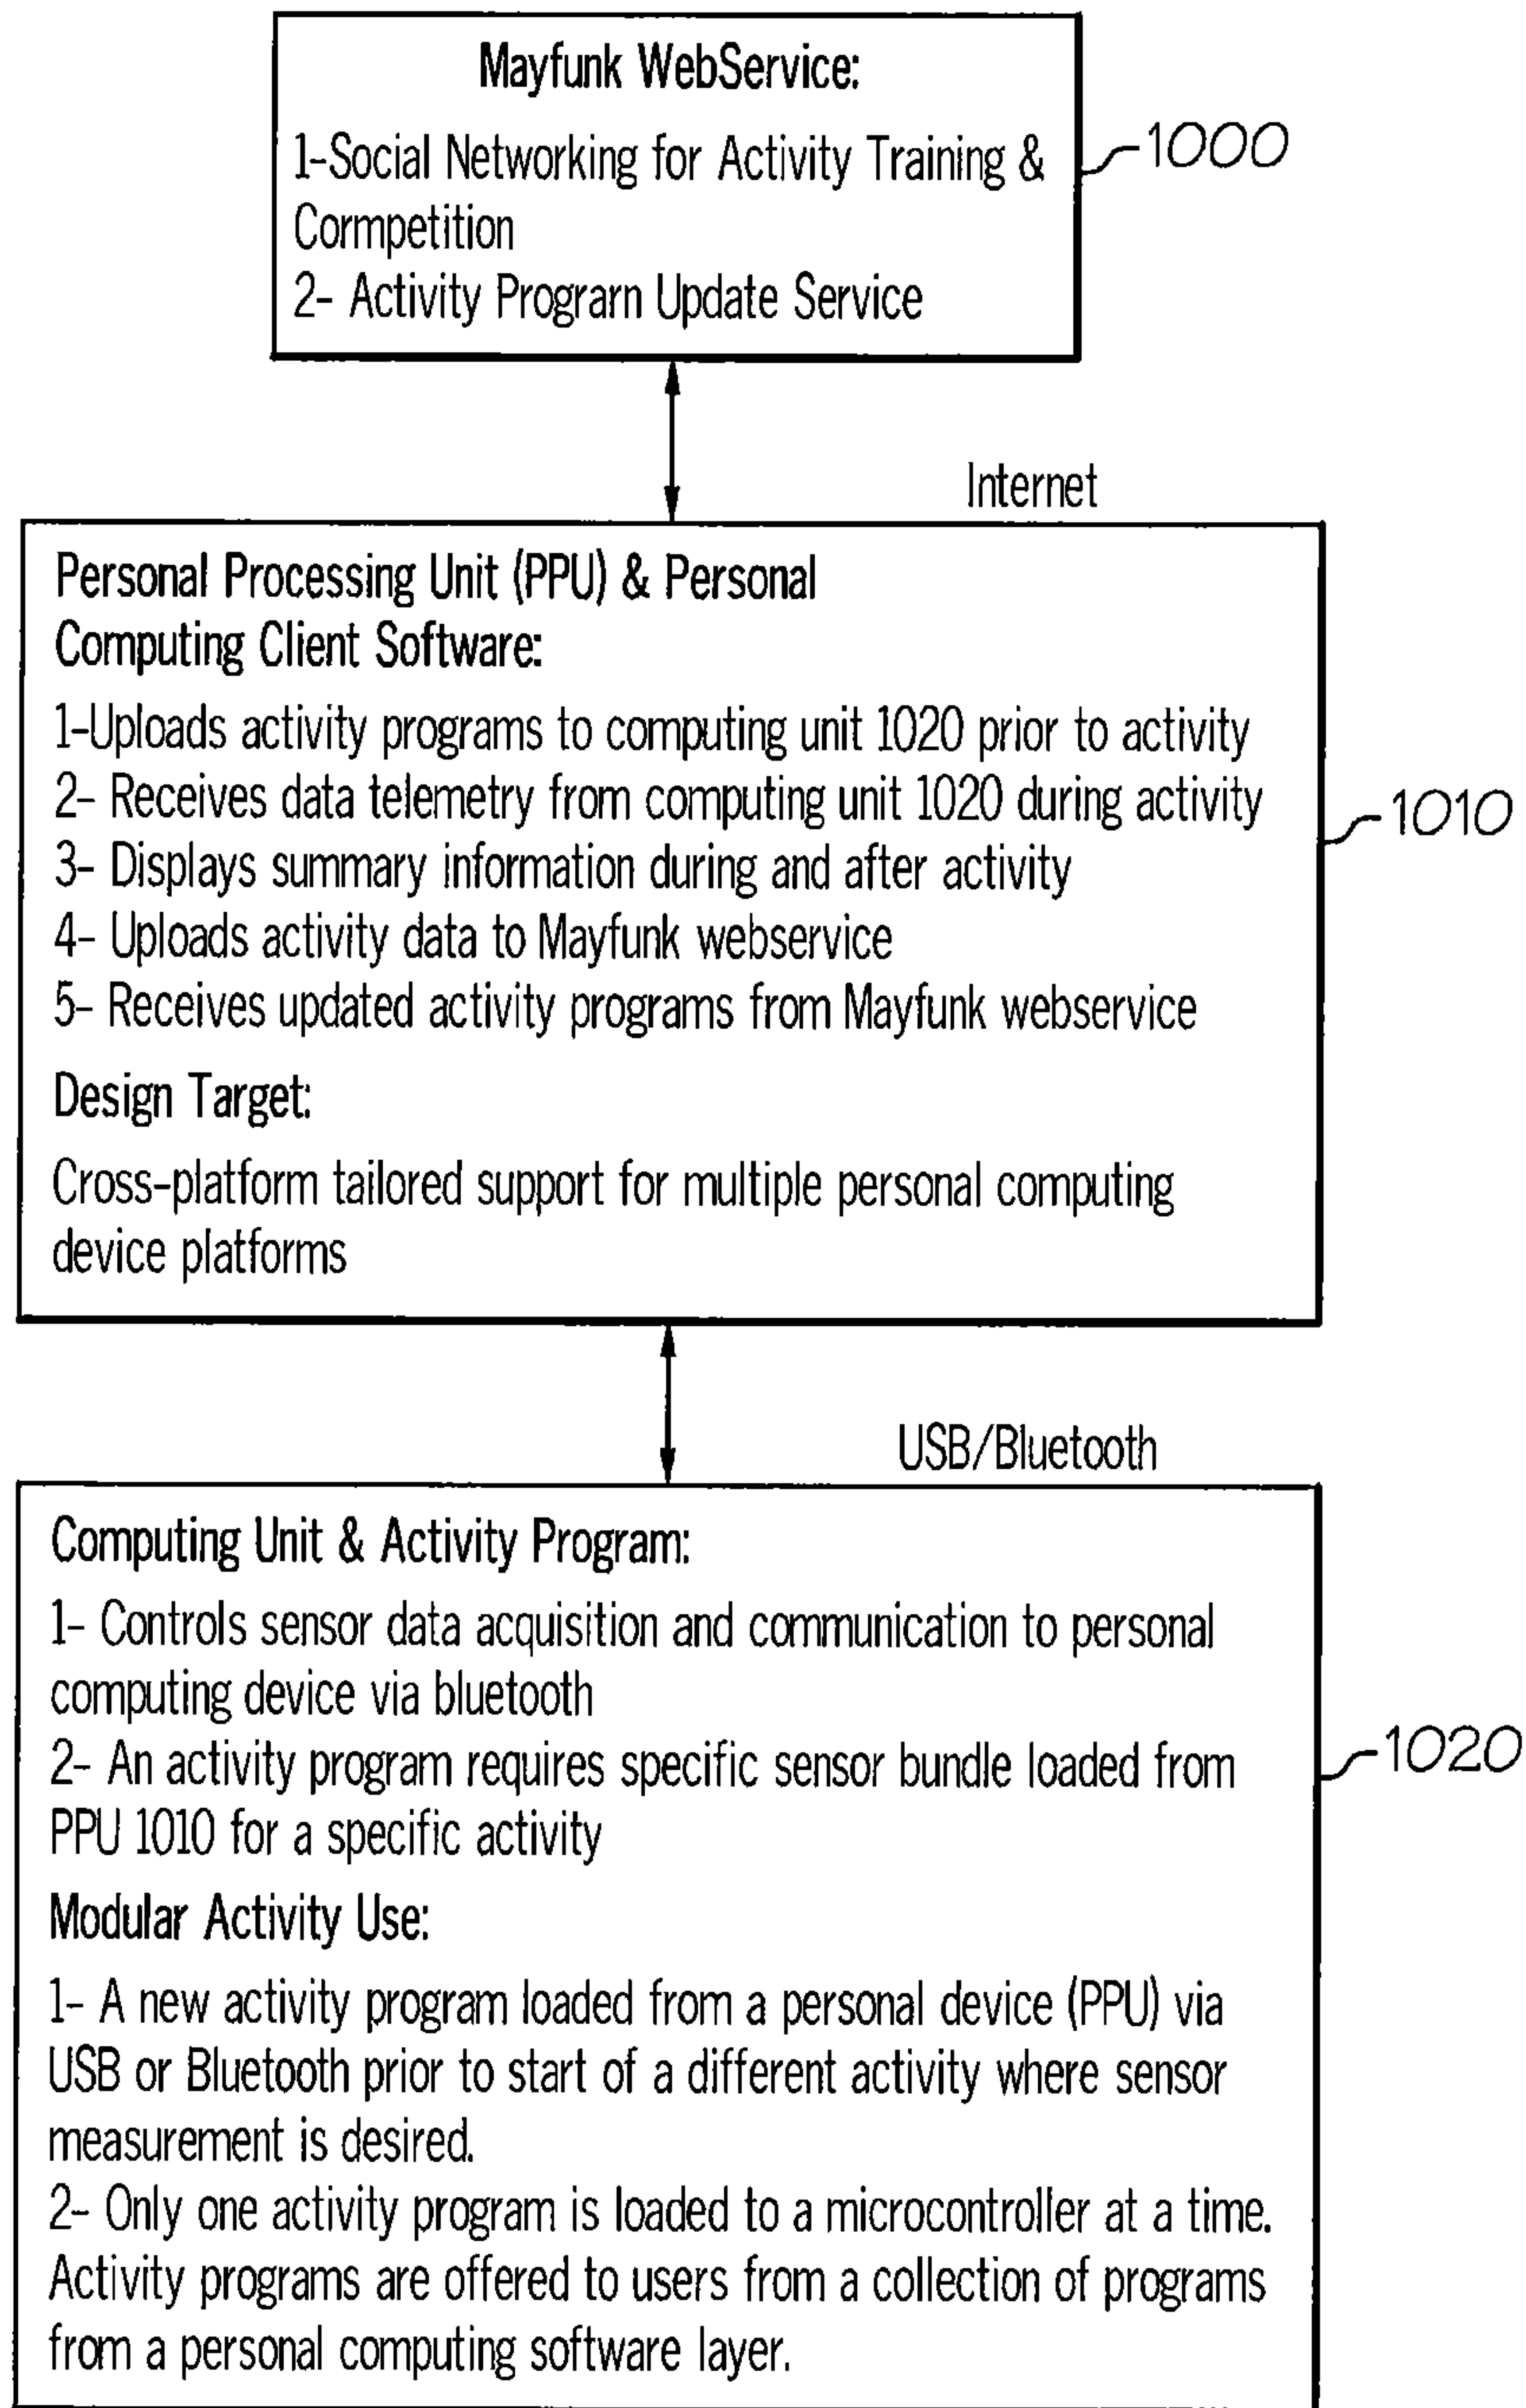 Mayfunk WebService:
1-Social Networking for Activity Training &
Cormpetition
2- Activity Prograrn Update Service
1000
Internet
Personal Processing Unit (PPU) & Personal
Computing Client Software:
1-Uploads activity programs to computing unit 1020 prior to activity
2- Receives data telemetry from computing unit 1020 during activity
3- Displays summary information during and after activity
4- Uploads activity data to Mayfunk webservice
5- Receives updated activity programs from Mayfunk webservice
Design Target:
Cross-platform tailored support for multiple personal computing
device platforms
1010
USB/Bluetooth
Computing Unit & Activity Program:
1- Controls sensor data acquisition and communication to personal
computing device via bluetooth
2- An activity program requires specific sensor bundle loaded from
PPU 1010 for a specific activity
Modular Activity Use:
1- A new activity program loaded from a personal device (PPU) via
USB or Bluetooth prior to start of a different activity where sensor
measurement is desired.
2- Only one activity program is loaded to a microcontroller at a time.
Activity programs are offered to users from a collection of programs
from a personal computing software layer.
1020